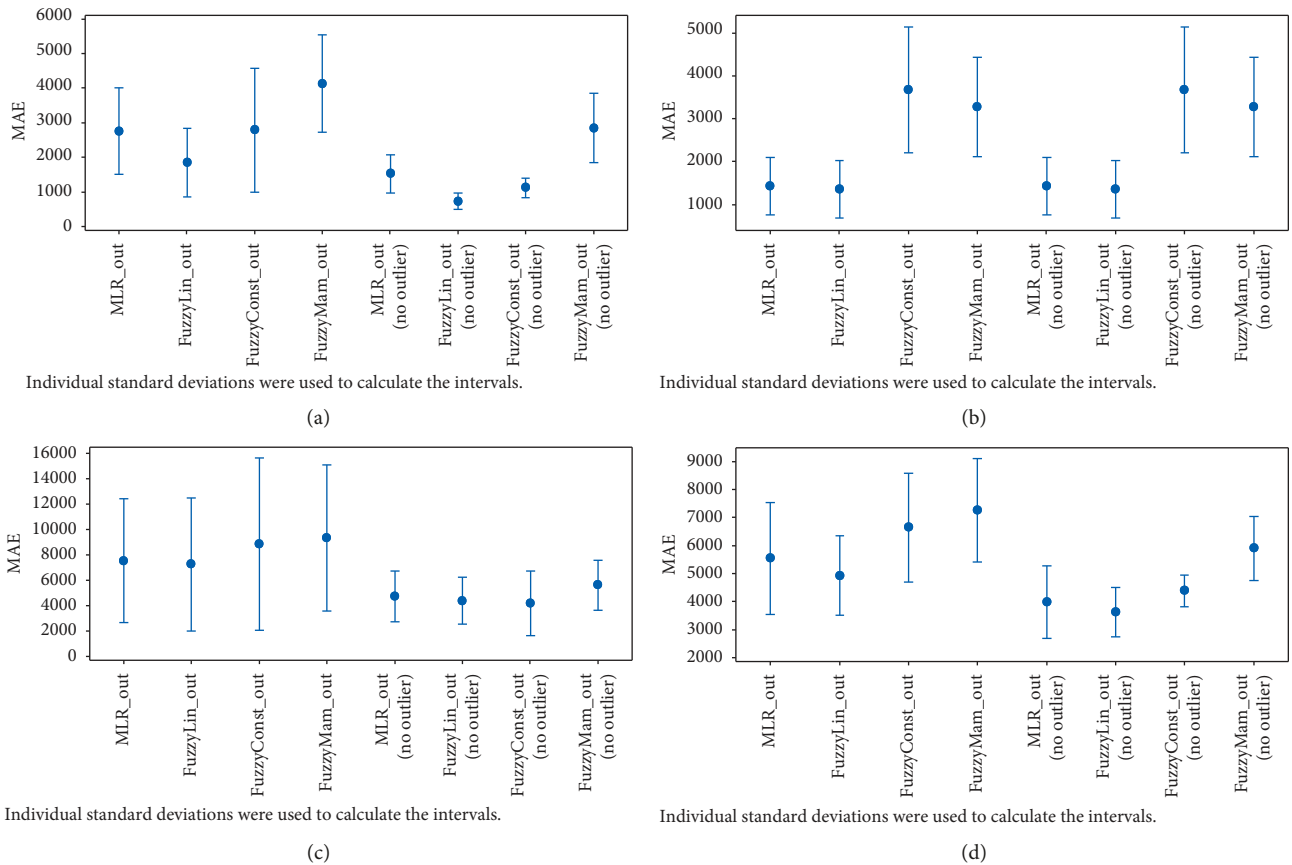 6000
5000
4000
3000
2000
1000
0
MAE
MLR_out
FuzzyLin_out
FuzzyConst_out
FuzzyMam_out
MLR_out
(no outlier)
FuzzyLin_out
(no outlier)
FuzzyConst_out
(no outlier)
FuzzyMam_out
(no outlier)
Individual standard deviations were used to calculate the intervals.
(a)
5000
4000
3000
2000
1000
MAE
MLR_out
FuzzyLin_out
FuzzyConst_out
FuzzyMam_out
MLR_out
(no outlier)
FuzzyLin_out
(no outlier)
FuzzyConst_out
(no outlier)
FuzzyMam_out
(no outlier)
Individual standard deviations were used to calculate the intervals.
(b)
16000
14000
12000
10000
8000
6000
4000
2000
0
MAE
MLR_out
FuzzyLin_out
FuzzyConst_out
FuzzyMam_out
MLR_out
(no outlier)
FuzzyLin_out
(no outlier)
FuzzyConst_out
(no outlier)
FuzzyMam_out
(no outlier)
Individual standard deviations were used to calculate the intervals.
(c)
9000
8000
7000
6000
5000
4000
3000
2000
MAE
MLR_out
FuzzyLin_out
FuzzyConst_out
FuzzyMam_out
MLR_out
(no outlier)
FuzzyLin_out
(no outlier)
FuzzyConst_out
(no outlier)
FuzzyMam_out
(no outlier)
Individual standard deviations were used to calculate the intervals.
(d)